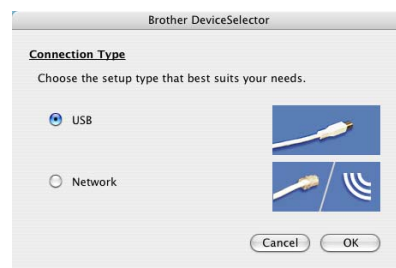 Brother DeviceSelector
Connection Type
Choose the setup type that best suits your needs.
USB
Network
Cancel OK